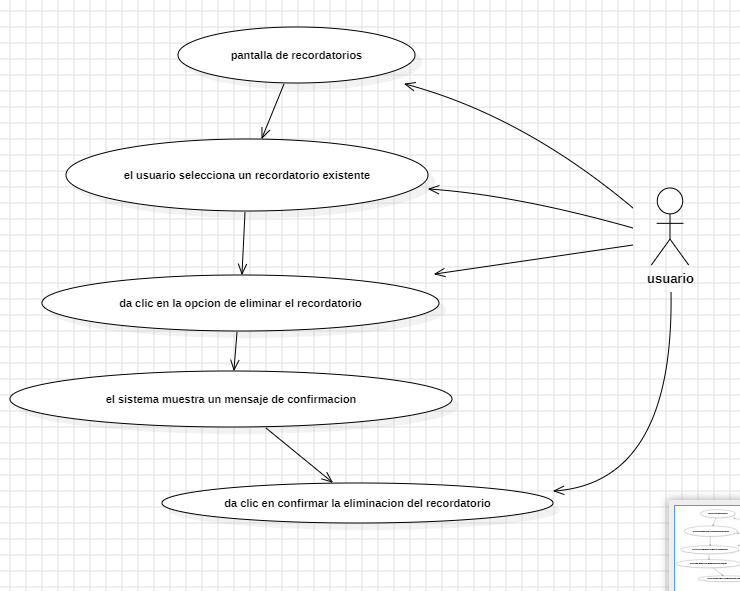 pantalla de recordatorios
el usuario selecciona un recordatorio existente
usuario
da clic en la opcion de eliminar el recordatorio
el sistema muestra un mensaje de confirmacion
da clic en confirmar la eliminacion del recordatorio